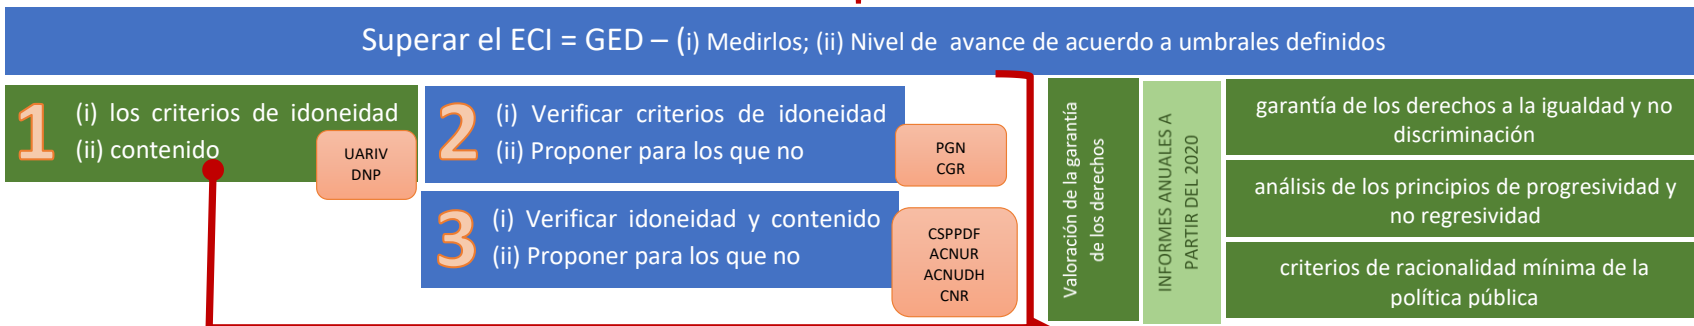 Superar el ECI = GED – (i) Medirlos; (ii) Nivel de avance de acuerdo a umbrales definidos
1
(i) los criterios de idoneidad
(ii) contenido
UARIV
DNP
2
(i) Verificar criterios de idoneidad
(ii) Proponer para los que no
PGN
CGR
3
(i) Verificar idoneidad y contenido
(ii) Proponer para los que no
CSPPDF
ACNUR
ACNUDH
CNR
Valoración de la garantía
de los derechos
INFORMES ANUALES A
PARTIR DEL 2020
garantía de los derechos a la igualdad y no
discriminación
análisis de los principios de progresividad y
no regresividad
criterios de racionalidad mínima de la
política pública